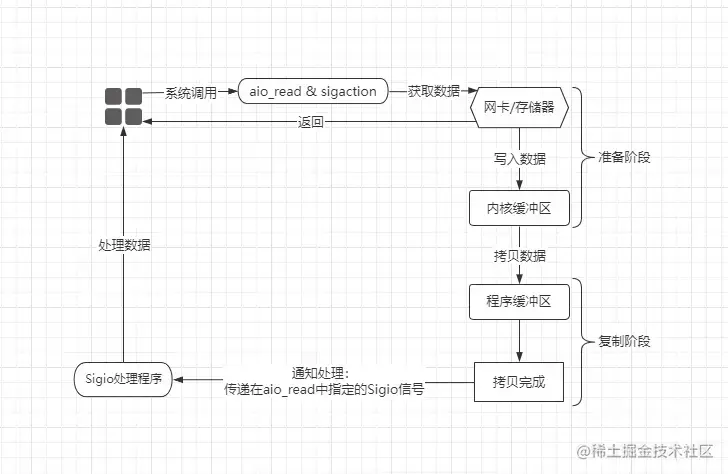 系统调用
aio_read & sigaction
获取数据
网卡/存储器
返回
写入数据
准备阶段
内核缓冲区
处理数据
拷贝数据
程序缓冲区
复制阶段
Sigio处理程序
通知处理：
传递在aio_read中指定的Sigio信号
拷贝完成
@稀土掘金技术社区